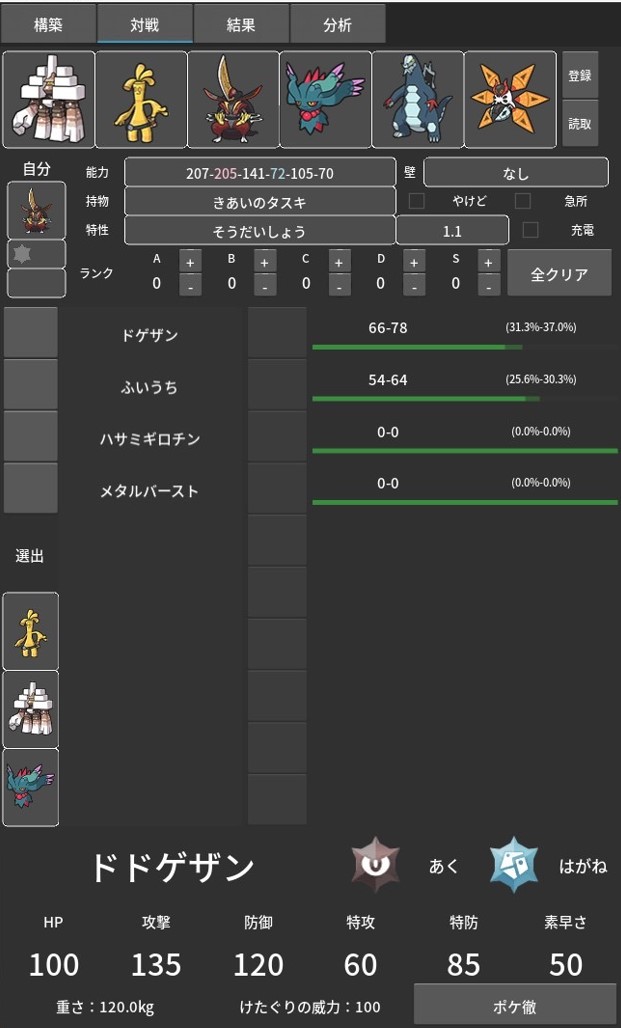 構築 対戦 結果 分析
登録
読取
自分 能力 207-205-141-72-105-70 壁 なし
持物 きあいのタスキ やけど 急所
特性 そうだいしょう 1.1 充電
ランク A + B + C + D + S +
0 - 0 - 0 - 0 - 0 - 全クリア
ドゲザン 66-78 (31.3%-37.0%)
ふいうち 54-64 (25.6%-30.3%)
ハサミギロチン 0-0 (0.0%-0.0%)
メタルバースト 0-0 (0.0%-0.0%)
選出
ドドゲザン あく はがね
HP 攻撃 防御 特攻 特防 素早さ
100 135 120 60 85 50
重さ：120.0kg けたぐりの威力：100 ポケ徹